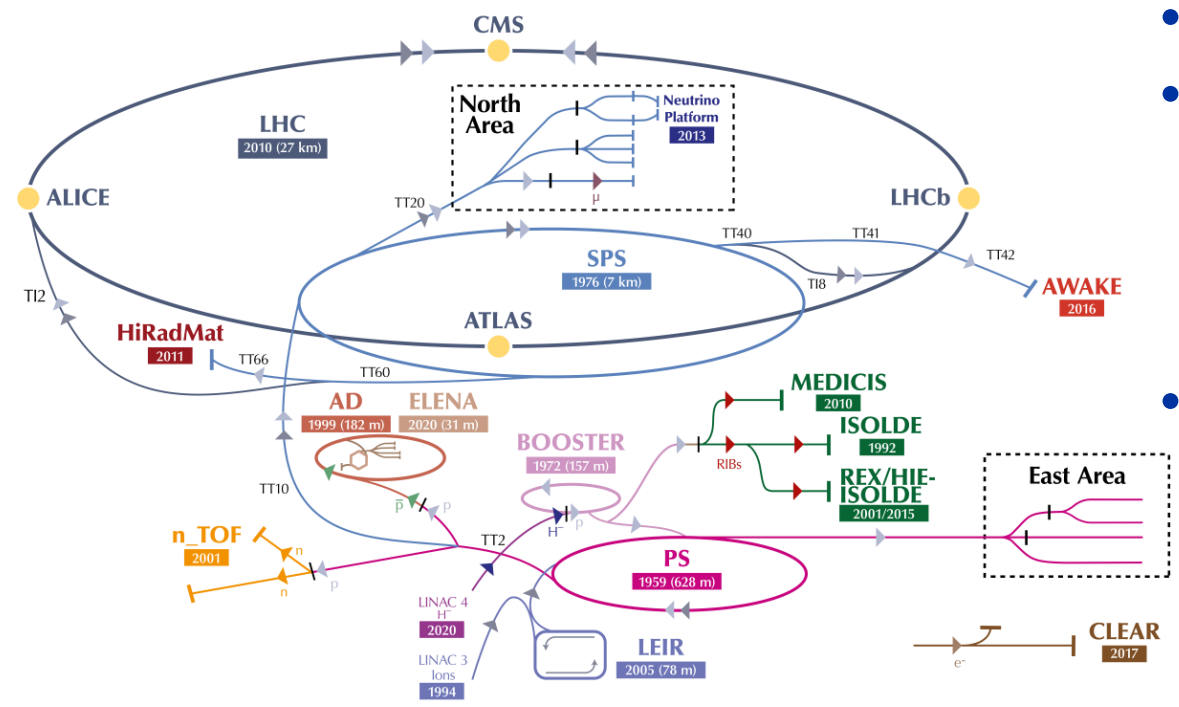 CMS
North
Area
Neutrino
Platform
2013
LHC
2010 (27 km)
μ
ALICE
LHCb
TT20
TT40
TT41
TT42
SPS
1976 (7 km)
TI8
AWAKE
2016
TI2
ATLAS
HiRadMat
2011
TT66
TT60
AD
1999 (182 m)
ELENA
2020 (31 m)
MEDICIS
2010
BOOSTER
1972 (157 m)
ISOLDE
1992
RIBs
REX/HIE-
ISOLDE
2001/2015
East Area
TT10
p̅
p
H⁻
p
n_TOF
2001
n
n
p
TT2
PS
1959 (628 m)
LINAC 4
H⁻
2020
LINAC 3
Ions
1994
LEIR
2005 (78 m)
e⁻
CLEAR
2017